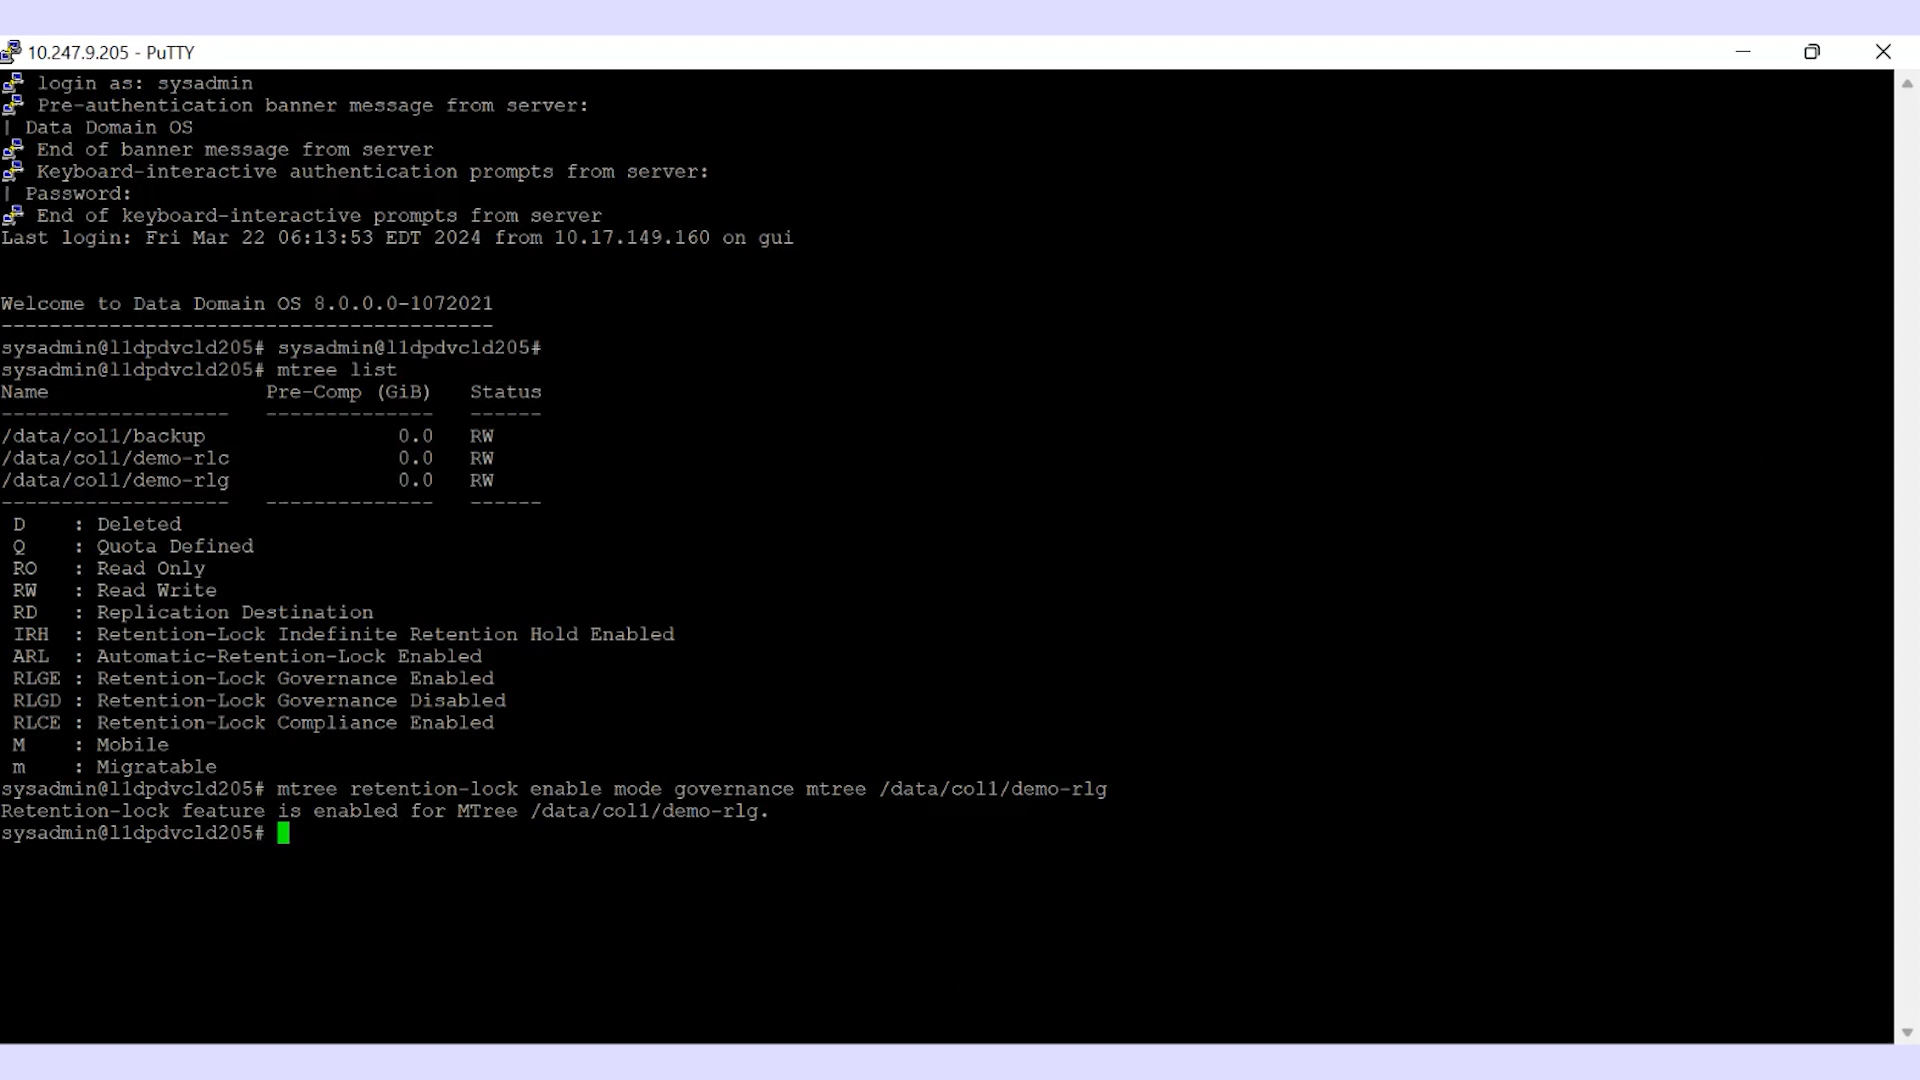 10.247.9.205 - PuTTY
login as: sysadmin
Pre-authentication banner message from server:
| Data Domain OS
End of banner message from server
Keyboard-interactive authentication prompts from server:
| Password:
End of keyboard-interactive prompts from server
Last login: Fri Mar 22 06:13:53 EDT 2024 from 10.17.149.160 on gui
Welcome to Data Domain OS 8.0.0.0-1072021
-----------------------------------------
sysadmin@l1dpdvcld205# sysadmin@l1dpdvcld205#
sysadmin@l1dpdvcld205# mtree list
Name                  Pre-Comp (GiB)   Status
-------------------   --------------   ------
/data/col1/backup                0.0   RW
/data/col1/demo-rlc              0.0   RW
/data/col1/demo-rlg              0.0   RW
-------------------   --------------   ------
 D    : Deleted
 Q    : Quota Defined
 RO   : Read Only
 RW   : Read Write
 RD   : Replication Destination
 IRH  : Retention-Lock Indefinite Retention Hold Enabled
 ARL  : Automatic-Retention-Lock Enabled
 RLGE : Retention-Lock Governance Enabled
 RLGD : Retention-Lock Governance Disabled
 RLCE : Retention-Lock Compliance Enabled
 M    : Mobile
 m    : Migratable
sysadmin@l1dpdvcld205# mtree retention-lock enable mode governance mtree /data/col1/demo-rlg
Retention-lock feature is enabled for MTree /data/col1/demo-rlg.
sysadmin@l1dpdvcld205#